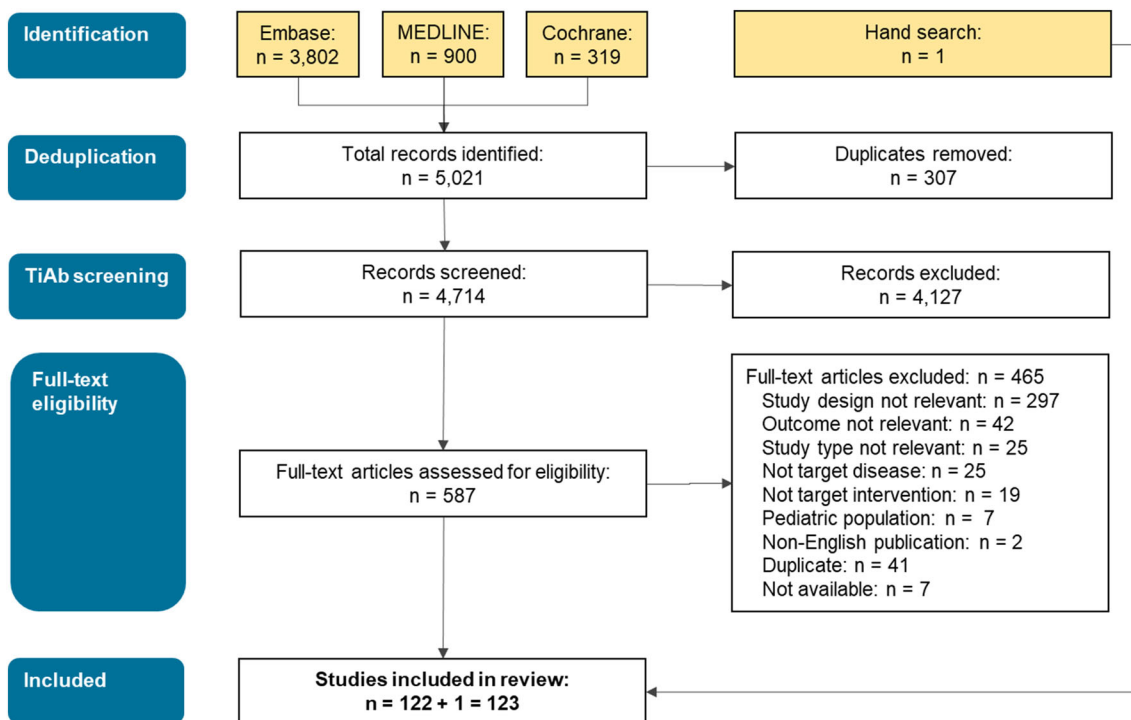 Identification
Embase:
n = 3,802
MEDLINE:
n = 900
Cochrane:
n = 319
Hand search:
n = 1
Deduplication
Total records identified:
n = 5,021
Duplicates removed:
n = 307
TiAb screening
Records screened:
n = 4,714
Records excluded:
n = 4,127
Full-text
eligibility
Full-text articles assessed for eligibility:
n = 587
Full-text articles excluded: n = 465
Study design not relevant: n = 297
Outcome not relevant: n = 42
Study type not relevant: n = 25
Not target disease: n = 25
Not target intervention: n = 19
Pediatric population: n = 7
Non-English publication: n = 2
Duplicate: n = 41
Not available: n = 7
Included
Studies included in review:
n = 122 + 1 = 123